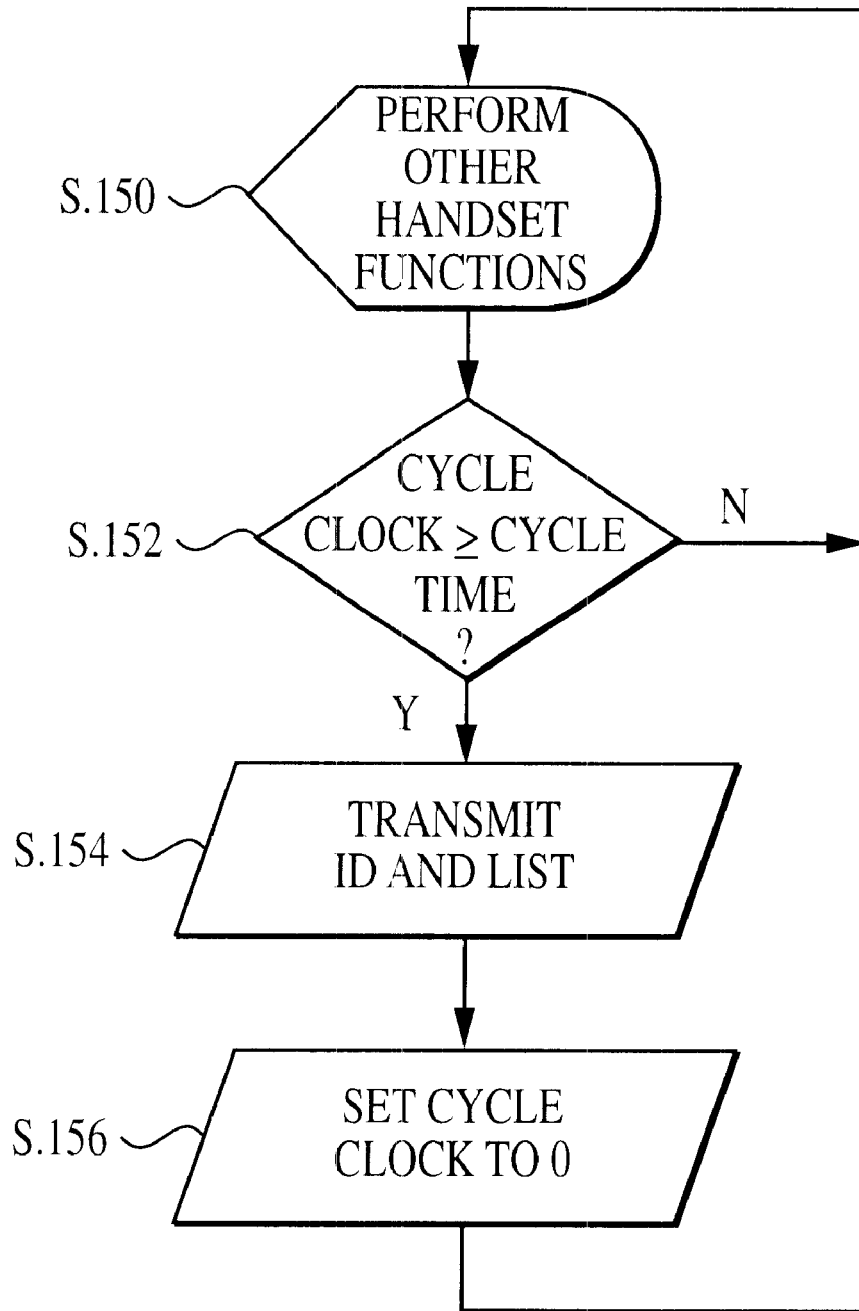 PERFORM
OTHER
HANDSET
FUNCTIONS
S.150
CYCLE
CLOCK ≥ CYCLE
TIME
?
S.152
N
Y
TRANSMIT
ID AND LIST
S.154
SET CYCLE
CLOCK TO 0
S.156